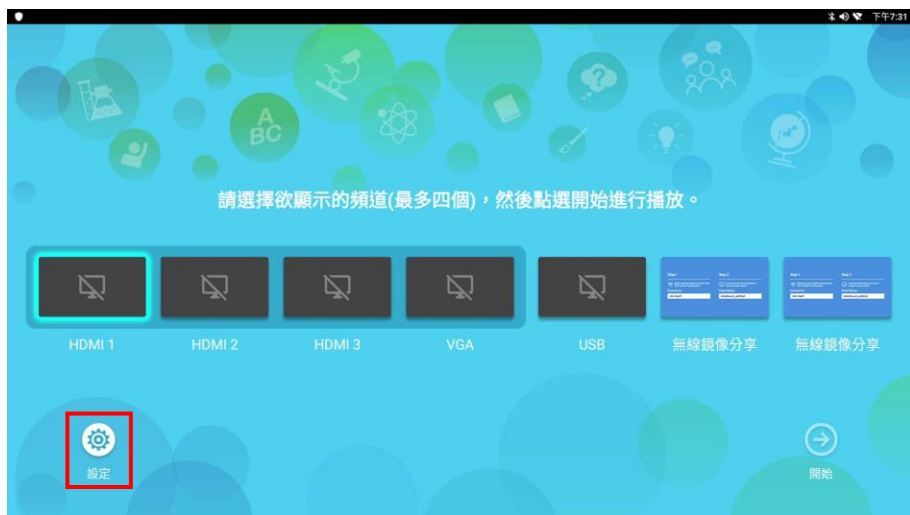 下午7:31
A
BC
請選擇欲顯示的頻道(最多四個)，然後點選開始進行播放。
HDMI 1
HDMI 2
HDMI 3
VGA
USB
無線鏡像分享
無線鏡像分享
設定
開始